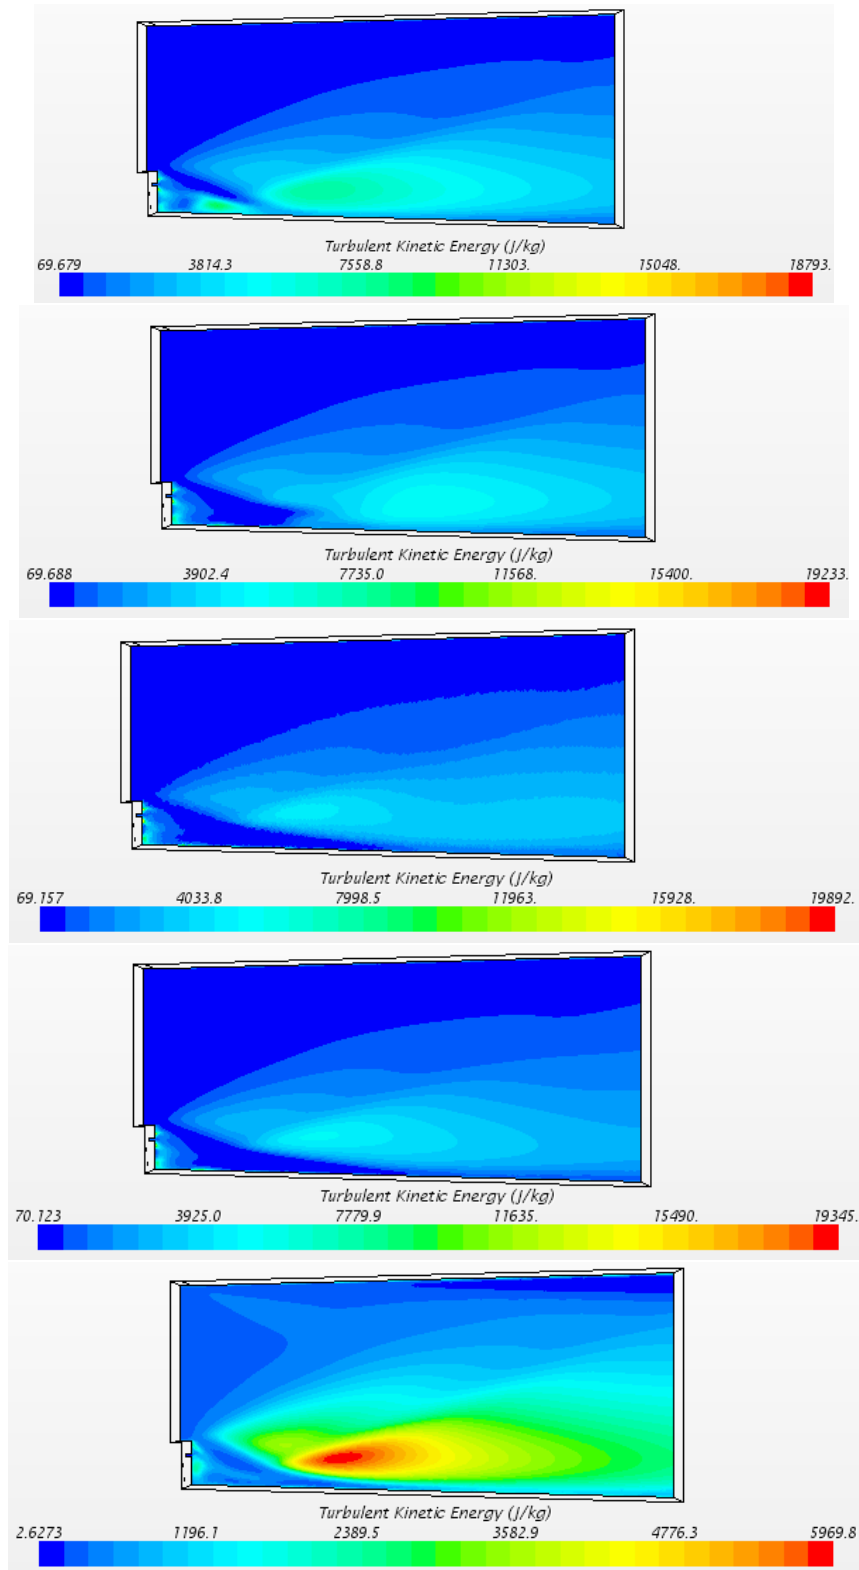 Turbulent Kinetic Energy (J/kg)
69.679 3814.3 7558.8 11303. 15048. 18793.
Turbulent Kinetic Energy (J/kg)
69.688 3902.4 7735.0 11568. 15400. 19233.
Turbulent Kinetic Energy (J/kg)
69.157 4033.8 7998.5 11963. 15928. 19892.
Turbulent Kinetic Energy (J/kg)
70.123 3925.0 7779.9 11635. 15490. 19345.
Turbulent Kinetic Energy (J/kg)
2.6273 1196.1 2389.5 3582.9 4776.3 5969.8